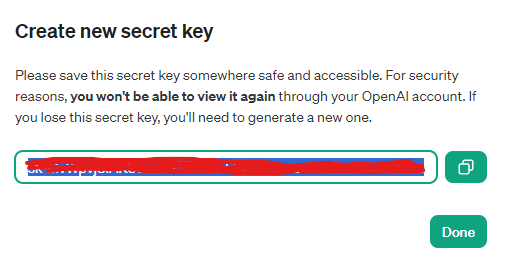 Create new secret key
Please save this secret key somewhere safe and accessible. For security
reasons, you won't be able to view it again through your OpenAI account. If
you lose this secret key, you'll need to generate a new one.
Done